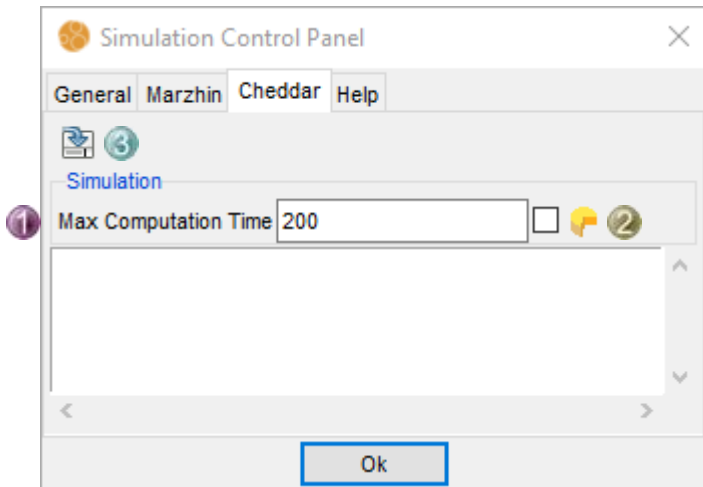 Simulation Control Panel
General Marzhin Cheddar Help
3
Simulation
1 Max Computation Time 200 2
Ok